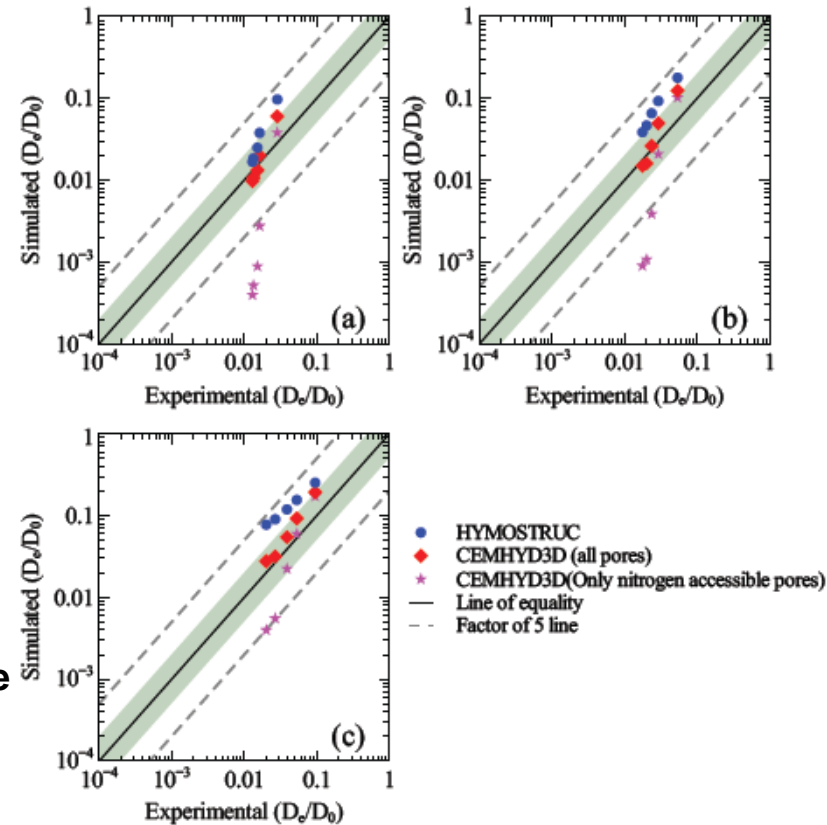 1
0.1
0.01
10⁻³
10⁻⁴
Simulated (Dₑ/D₀)
(a)
10⁻⁴ 10⁻³ 0.01 0.1 1
Experimental (Dₑ/D₀)
1
0.1
0.01
10⁻³
10⁻⁴
Simulated (Dₑ/D₀)
(b)
10⁻⁴ 10⁻³ 0.01 0.1 1
Experimental (Dₑ/D₀)
1
0.1
0.01
10⁻³
10⁻⁴
Simulated (Dₑ/D₀)
e
(c)
10⁻⁴ 10⁻³ 0.01 0.1 1
Experimental (Dₑ/D₀)
HYMOSTRUC
CEMHYD3D (all pores)
CEMHYD3D(Only nitrogen accessible pores)
Line of equality
Factor of 5 line